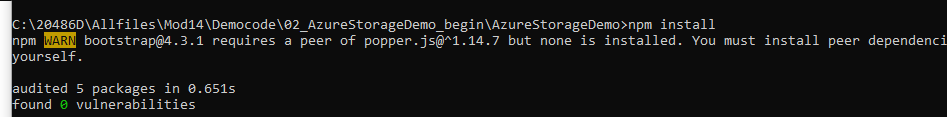 C:\20486D\Allfiles\Mod14\Democode\02_AzureStorageDemo_begin\AzureStorageDemo>npm install
npm WARN bootstrap@4.3.1 requires a peer of popper.js@^1.14.7 but none is installed. You must install peer dependenci
yourself.
audited 5 packages in 0.651s
found 0 vulnerabilities